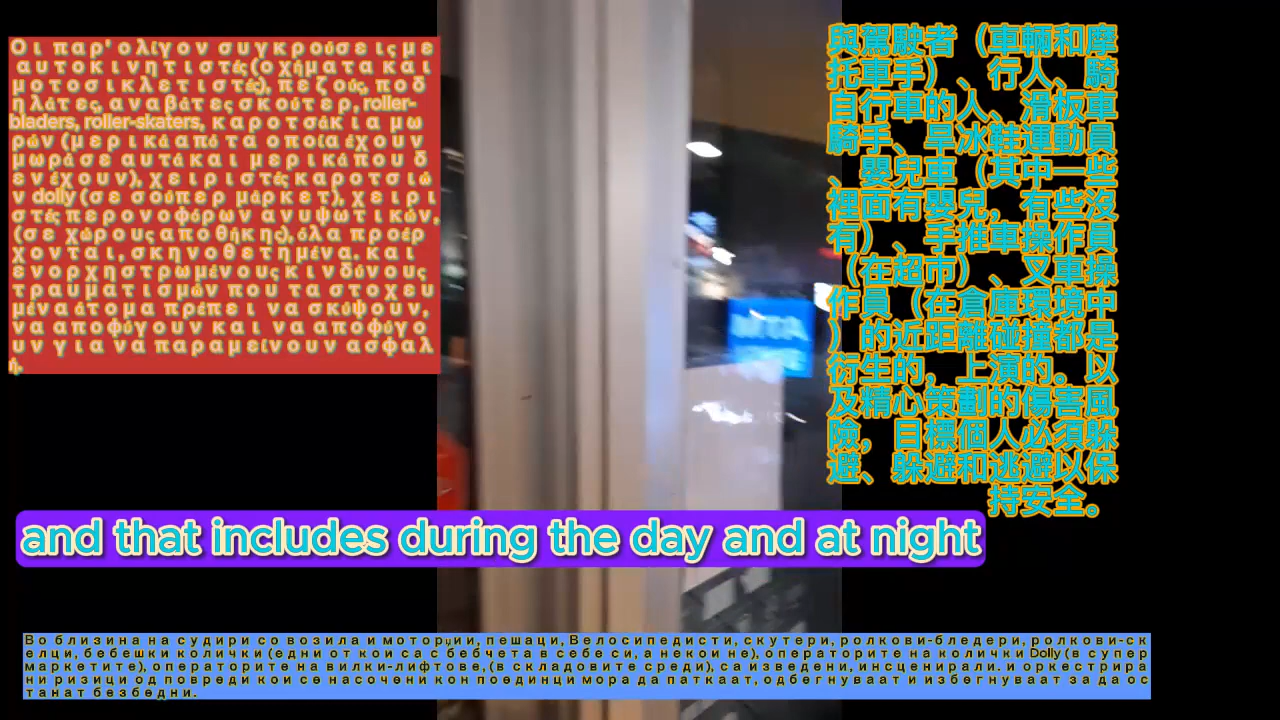 Οι παρ' ολίγον συγκρούσεις με
αυτοκινητιστές (οχήματα και
μοτοσικλετιστές), πεζούς, ποδ
ηλάτες, αναβάτες σκούτερ, roller-
bladers, roller-skaters, καροτσάκια μω
ρών (μερικά από τα οποία έχουν
μωρά σε αυτά και μερικά που δ
εν έχουν), χειριστές καροτσιώ
ν dolly (σε σούπερ μάρκετ), χειρι
στές περονοφόρων ανυψωτικών,
(σε χώρους αποθήκης), όλα προέρ
χονται, σκηνοθετημένα. και
ενορχηστρωμένους κινδύνους
τραυματισμών που τα στοχευ
μένα άτομα πρέπει να σκύψουν,
να αποφύγουν και να αποφύγο
υν για να παραμείνουν ασφαλ
ή.
與駕駛者（車輛和摩
托車手）、行人、騎
自行車的人、滑板車
騎手、旱冰鞋運動員
、嬰兒車（其中一些
裡面有嬰兒，有些沒
有）、手推車操作員
（在超市）、叉車操
作員（在倉庫環境中
）的近距離碰撞都是
衍生的，上演的。以
及精心策劃的傷害風
險，目標個人必須躲
避、躲避和逃避以保
持安全。
MTA
and that includes during the day and at night
Во близина на судири со возила и моторџии, пешаци, Велосипедисти, скутери, ролкови-бледери, ролкови-ск
елци, бебешки колички (едни от кои са с бебчета в себе си, а некои не), операторите на колички Dolly (в супер
маркетите), операторите на вилки-лифтове, (в складовите среди), са изведени, инсценирали. и оркестрира
ни ризици од повреди кои се насочени кон поединци мора да паткаат, одбегнуваат и избегнуваат за да ос
танат безбедни.